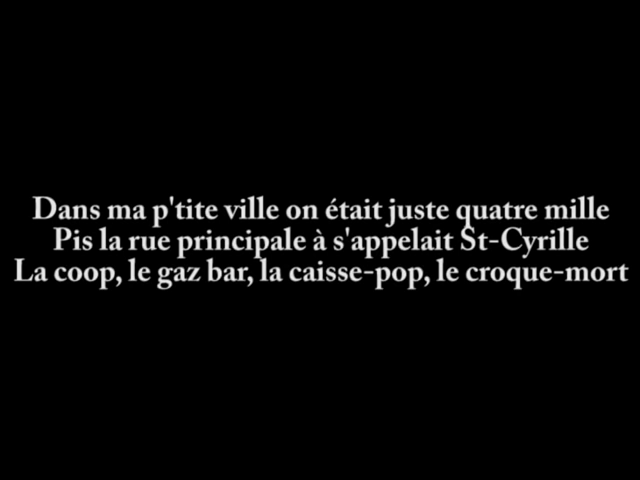 Dans ma p'tite ville on était juste quatre mille
Pis la rue principale à s'appelait St-Cyrille
La coop, le gaz bar, la caisse-pop, le croque-mort